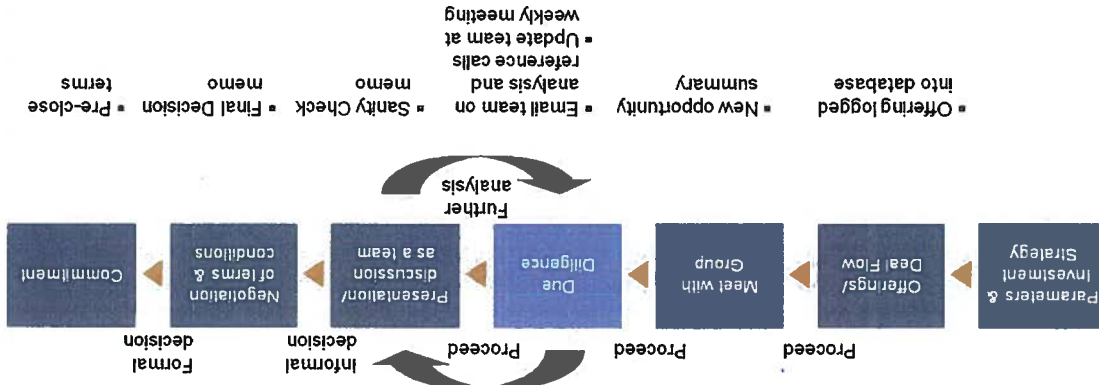 Proceed
Proceed
Proceed
Informal
decision
Formal
decision
Parameters &
Investment
Strategy
Offerings/
Deal Flow
Meet with
Group
Due
Diligence
Presentation/
discussion
as a team
Negotiation
of terms &
conditions
Commitment
Further
analysis
▪ Offering logged
into database
▪ New opportunity
summary
▪ Email team on
analysis and
reference calls
▪ Update team at
weekly meeting
▪ Sanity Check
memo
▪ Final Decision
memo
▪ Pre-close
terms